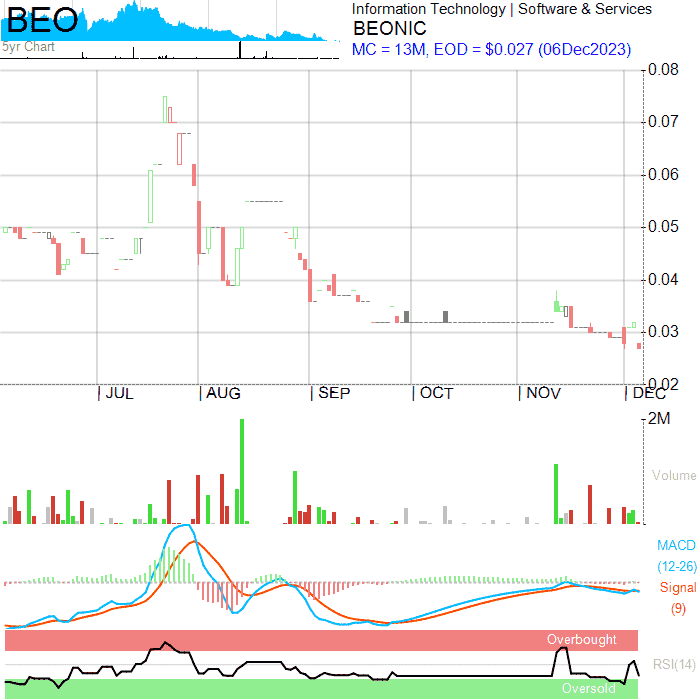 BEO
5yr Chart
Information Technology | Software & Services
BEONIC
MC = 13M, EOD = $0.027 (06Dec2023)
0.08
0.07
0.06
0.05
0.04
0.03
0.02
| JUL
| AUG
| SEP
| OCT
| NOV
| DEC
2M
Volume
MACD
(12-26)
Signal
(9)
Overbought
RSI(14)
Oversold